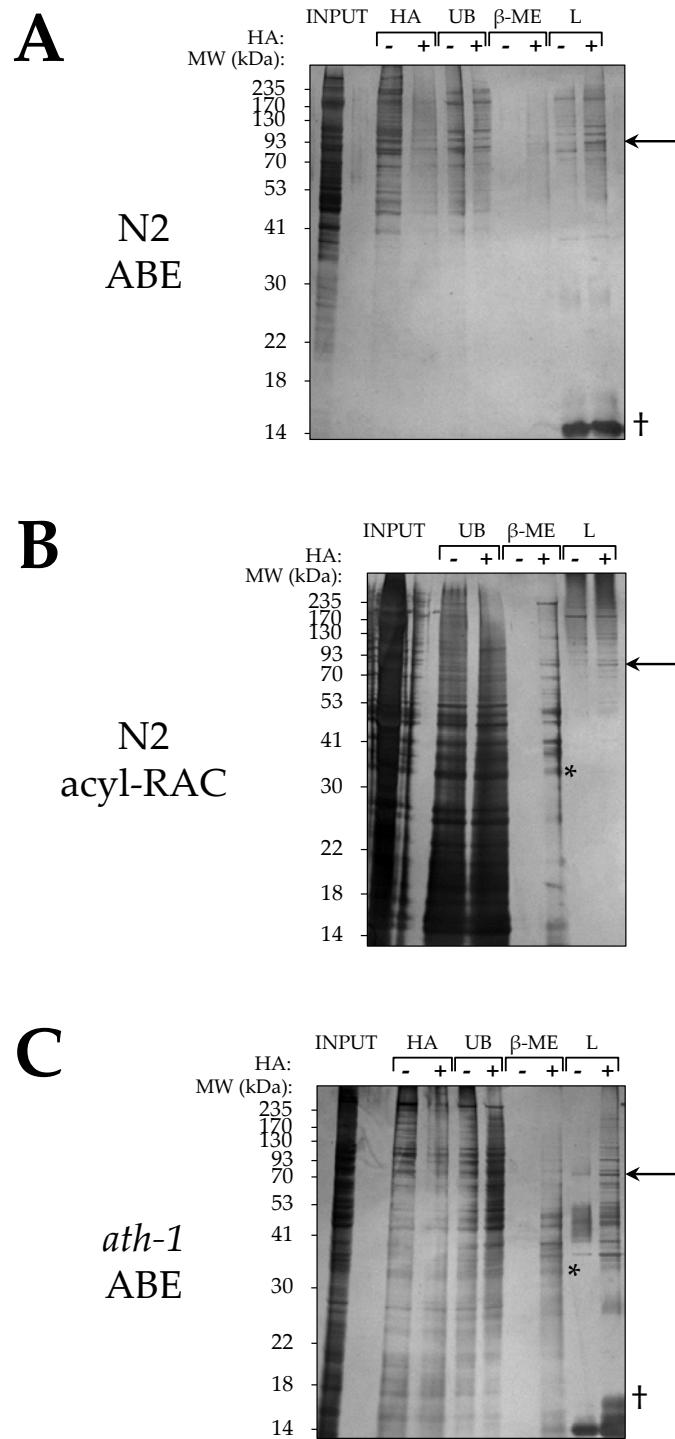 A
INPUT HA UB β-ME L
HA: - + - + - + - +
MW (kDa):
235
170
130
93
70
53
41
30
22
18
14
†
N2
ABE
B
INPUT UB β-ME L
HA: - + - + - +
MW (kDa):
235
170
130
93
70
53
41
30
22
18
14
*
N2
acyl-RAC
C
INPUT HA UB β-ME L
HA: - + - + - + - +
MW (kDa):
235
170
130
93
70
53
41
30
22
18
14
*
†
ath-1
ABE